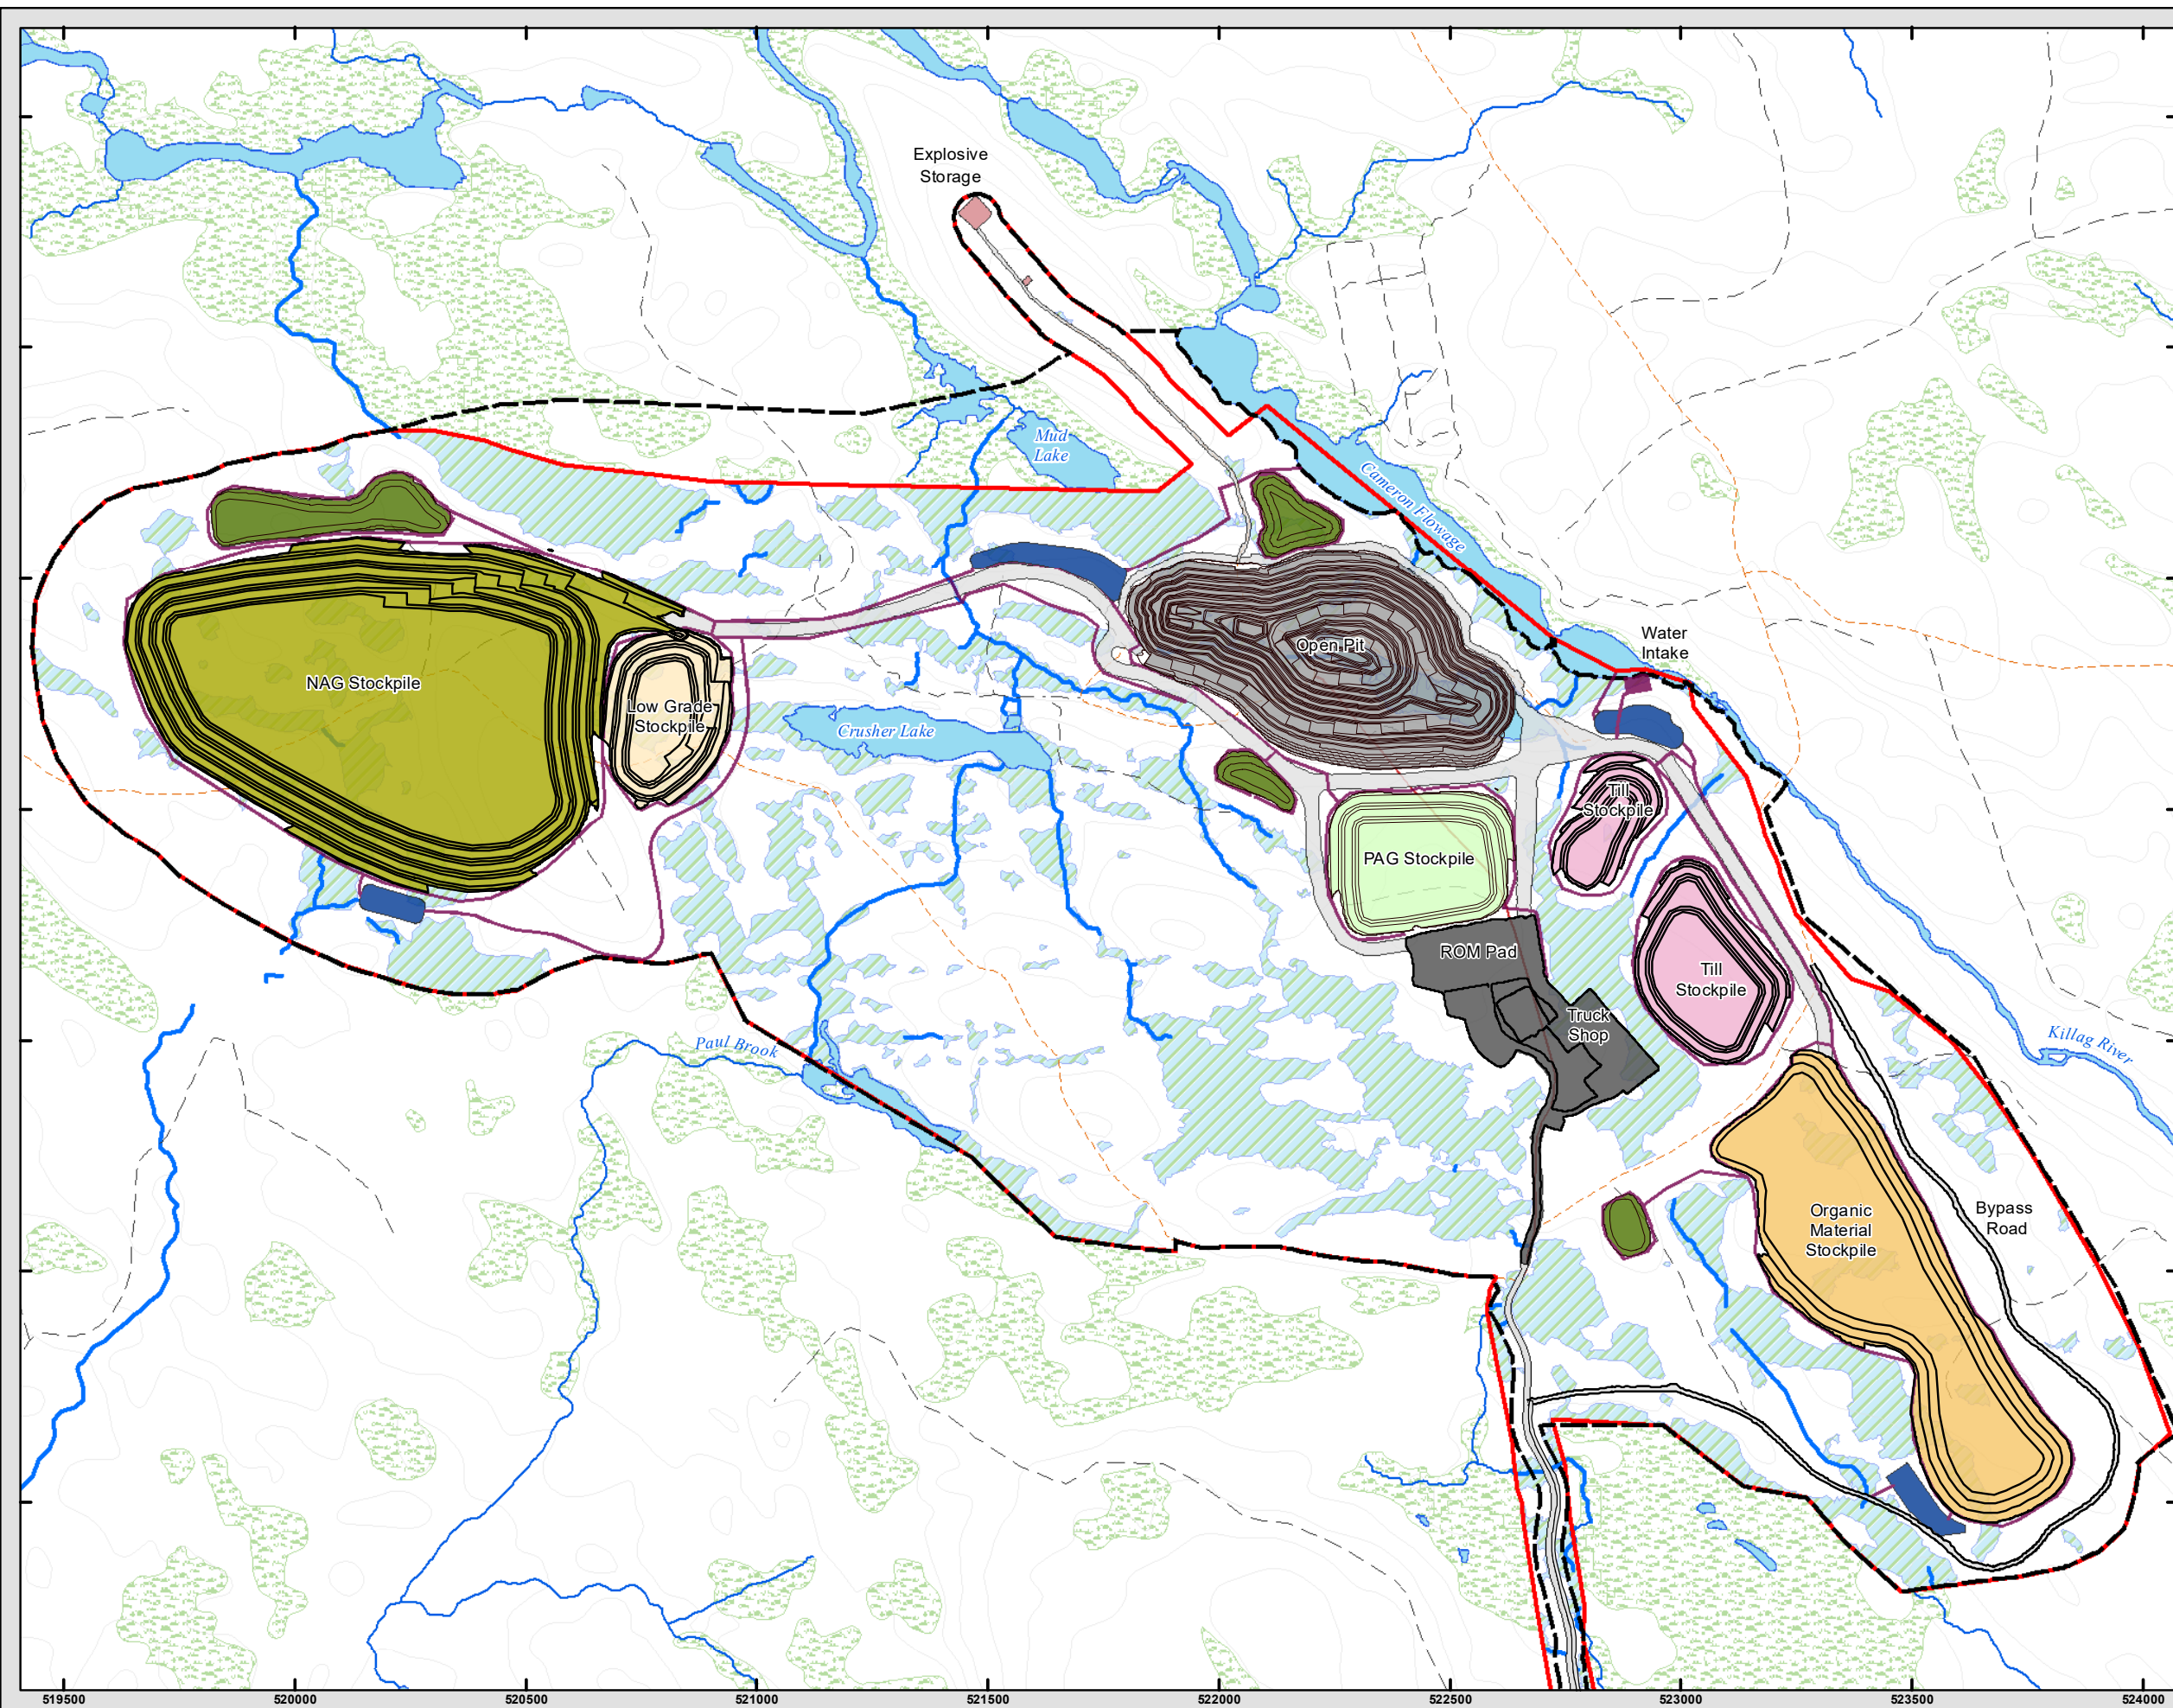 Explosive
Storage
Mud
Lake
Cameron Flowage
Water
Intake
Open Pit
NAG Stockpile
Low Grade
Stockpile
Crusher Lake
Till
Stockpile
PAG Stockpile
ROM Pad
Till
Stockpile
Truck
Shop
Paul Brook
Killag River
Organic
Material
Stockpile
Bypass
Road
519500 520000 520500 521000 521500 522000 522500 523000 523500 524000